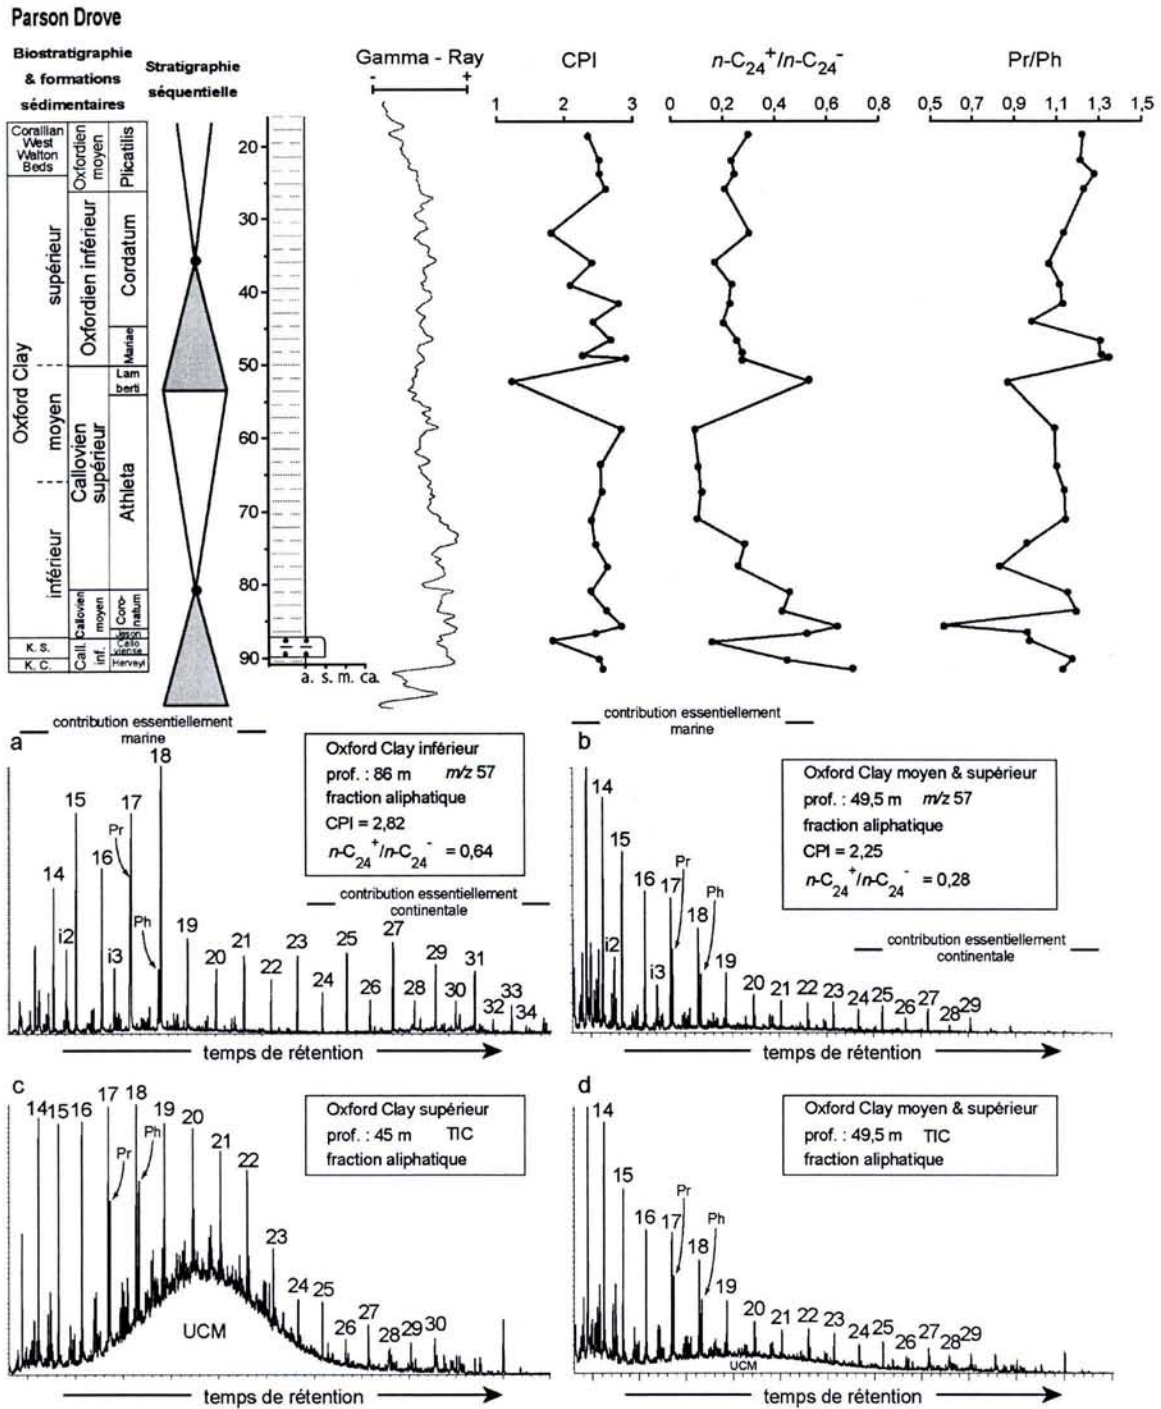 Parson Drove
Biostratigraphie
& formations
sédimentaires
Stratigraphie
séquentielle
Gamma - Ray
- +
CPI
1 2 3
n-C24+/n-C24-
0 0,2 0,4 0,6 0,8
Pr/Ph
0,5 0,7 0,9 1,1 1,3 1,5
Corallian
West
Walton
Beds
Oxfordien
moyen
Plicatilis
Oxford Clay
supérieur
moyen
inférieur
Oxfordien inférieur
Cordatum
Mariae
Callovien
supérieur
Lam
berti
Athleta
Callovien
moyen
Coro-
natum
Jason
K. S.
K. C.
Call.
inf.
Callo
viense
Herveyi
20
30
40
50
60
70
80
90
a. s. m. ca.
a
contribution essentiellement
marine
Oxford Clay inférieur
prof. : 86 m m/z 57
fraction aliphatique
CPI = 2,82
n-C24+/n-C24- = 0,64
contribution essentiellement
continentale
14 i2 15 16 i3 Pr 17 Ph 18 19 20 21 22 23 24 25 26 27 28 29 30 31 32 33 34
temps de rétention
b
contribution essentiellement
marine
Oxford Clay moyen & supérieur
prof. : 49,5 m m/z 57
fraction aliphatique
CPI = 2,25
n-C24+/n-C24- = 0,28
contribution essentiellement
continentale
14 i2 15 16 i3 17 Pr 18 Ph 19 20 21 22 23 24 25 26 27 28 29
temps de rétention
c
Oxford Clay supérieur
prof. : 45 m TIC
fraction aliphatique
14 15 16 17 Pr 18 Ph 19 20 21 22 23 24 25 26 27 28 29 30
UCM
temps de rétention
d
Oxford Clay moyen & supérieur
prof. : 49,5 m TIC
fraction aliphatique
14 15 16 17 Pr 18 Ph 19 20 21 22 23 24 25 26 27 28 29
UCM
temps de rétention